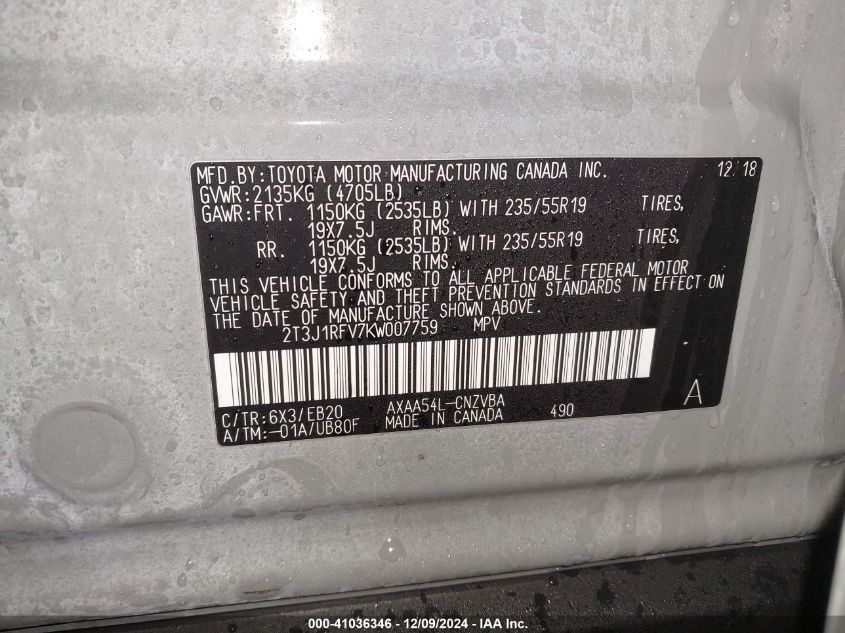 MFD.BY:TOYOTA MOTOR MANUFACTURING CANADA INC. 12/18
GVWR:2135KG (4705LB)
GAWR:FRT. 1150KG (2535LB) WITH 235/55R19 TIRES,
19X7.5J RIMS.
RR. 1150KG (2535LB) WITH 235/55R19 TIRES,
19X7.5J RIMS.
THIS VEHICLE CONFORMS TO ALL APPLICABLE FEDERAL MOTOR
VEHICLE SAFETY AND THEFT PREVENTION STANDARDS IN EFFECT ON
THE DATE OF MANUFACTURE SHOWN ABOVE.
2T3J1RFV7KW007759 MPV
A
C/TR:6X3/EB20 AXAA54L-CNZVBA 490
A/TM:-01A/UB80F MADE IN CANADA
000-41036346 - 12/09/2024 - IAA Inc.